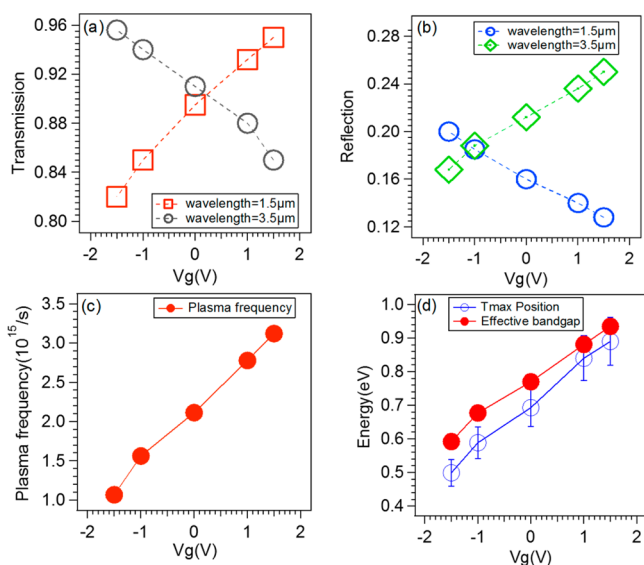 (a)
Transmission
0.96
0.92
0.88
0.84
0.80
wavelength=1.5µm
wavelength=3.5µm
-2
-1
0
1
2
Vg(V)
(b)
wavelength=1.5µm
wavelength=3.5µm
Reflection
0.28
0.24
0.20
0.16
0.12
-2
-1
0
1
2
Vg(V)
(c)
Plasma frequency
Plasma frequency(10¹⁵/s)
3.5
3.0
2.5
2.0
1.5
1.0
-2
-1
0
1
2
Vg(V)
(d)
Tmax Position
Effective bandgap
Energy(eV)
1.0
0.9
0.8
0.7
0.6
0.5
0.4
-2
-1
0
1
2
Vg(V)